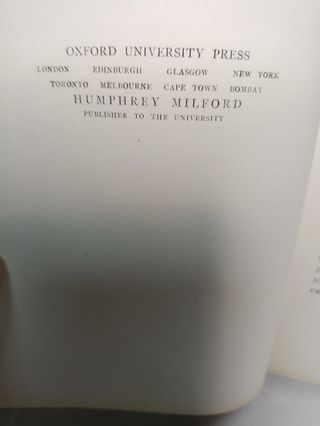 OXFORD UNIVERSITY PRESS
LONDON EDINBURGH GLASGOW NEW YORK
TORONTO MELBOURNE CAPE TOWN BOMBAY
HUMPHREY MILFORD
PUBLISHER TO THE UNIVERSITY